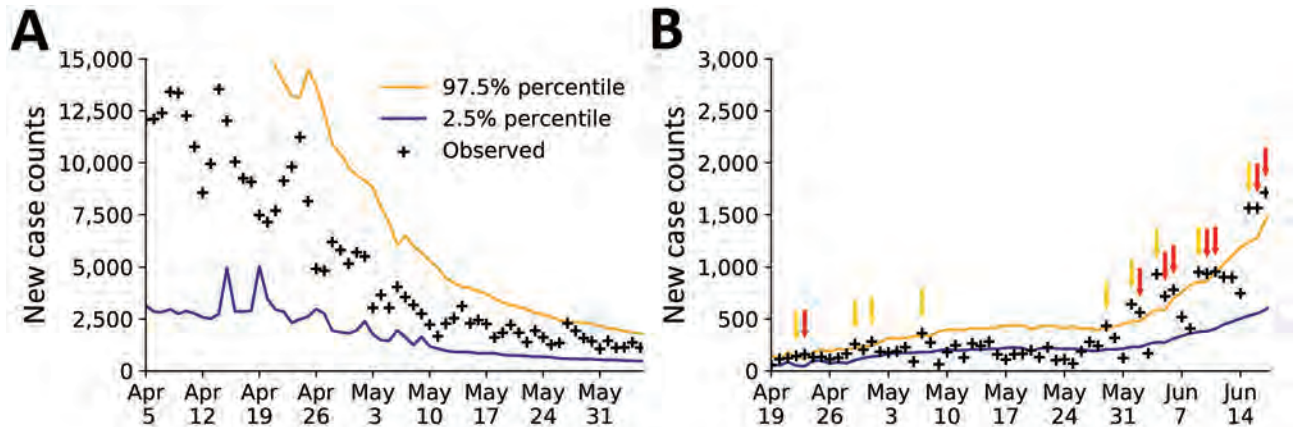 A
New case counts
15,000
12,500
10,000
7,500
5,000
2,500
0
97.5% percentile
2.5% percentile
Observed
Apr Apr Apr Apr May May May May May
5 12 19 26 3 10 17 24 31
B
New case counts
3,000
2,500
2,000
1,500
1,000
500
0
Apr Apr May May May May May Jun Jun
19 26 3 10 17 24 31 7 14